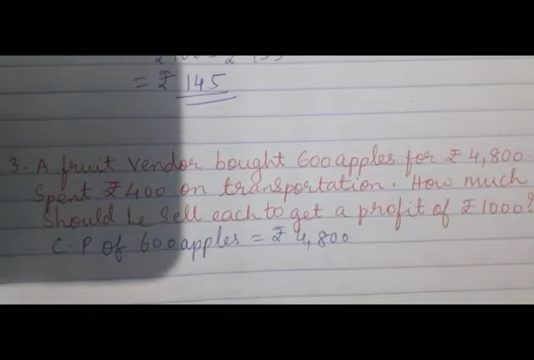 = ₹ 145
3. A fruit vendor bought 600 apples for ₹ 4,800.
Spent ₹ 400 on transportation. How much
should he sell each to get a profit of ₹ 1000?
C.P of 600 apples = ₹ 4,800